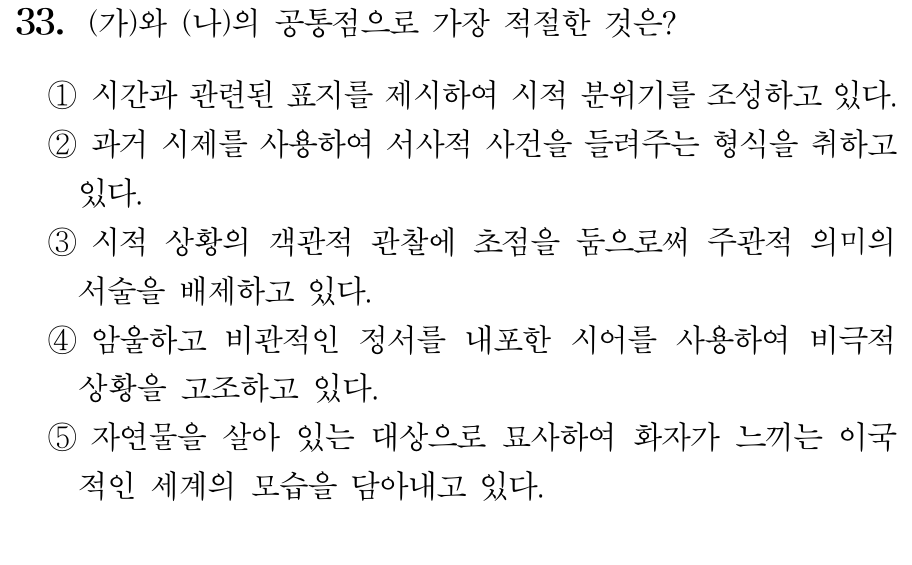 33. (가)와 (나)의 공통점으로 가장 적절한 것은?
① 시간과 관련된 표지를 제시하여 시적 분위기를 조성하고 있다.
② 과거 시제를 사용하여 서사적 사건을 들려주는 형식을 취하고
있다.
③ 시적 상황의 객관적 관찰에 초점을 둠으로써 주관적 의미의
서술을 배제하고 있다.
④ 암울하고 비관적인 정서를 내포한 시어를 사용하여 비극적
상황을 고조하고 있다.
⑤ 자연물을 살아 있는 대상으로 묘사하여 화자가 느끼는 이국
적인 세계의 모습을 담아내고 있다.